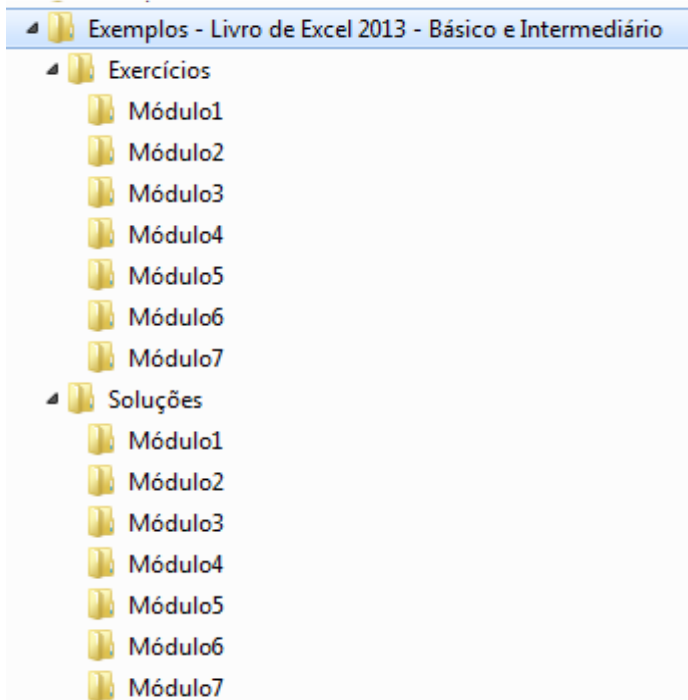 Exemplos - Livro de Excel 2013 - Básico e Intermediário
Exercícios
Módulo1
Módulo2
Módulo3
Módulo4
Módulo5
Módulo6
Módulo7
Soluções
Módulo1
Módulo2
Módulo3
Módulo4
Módulo5
Módulo6
Módulo7